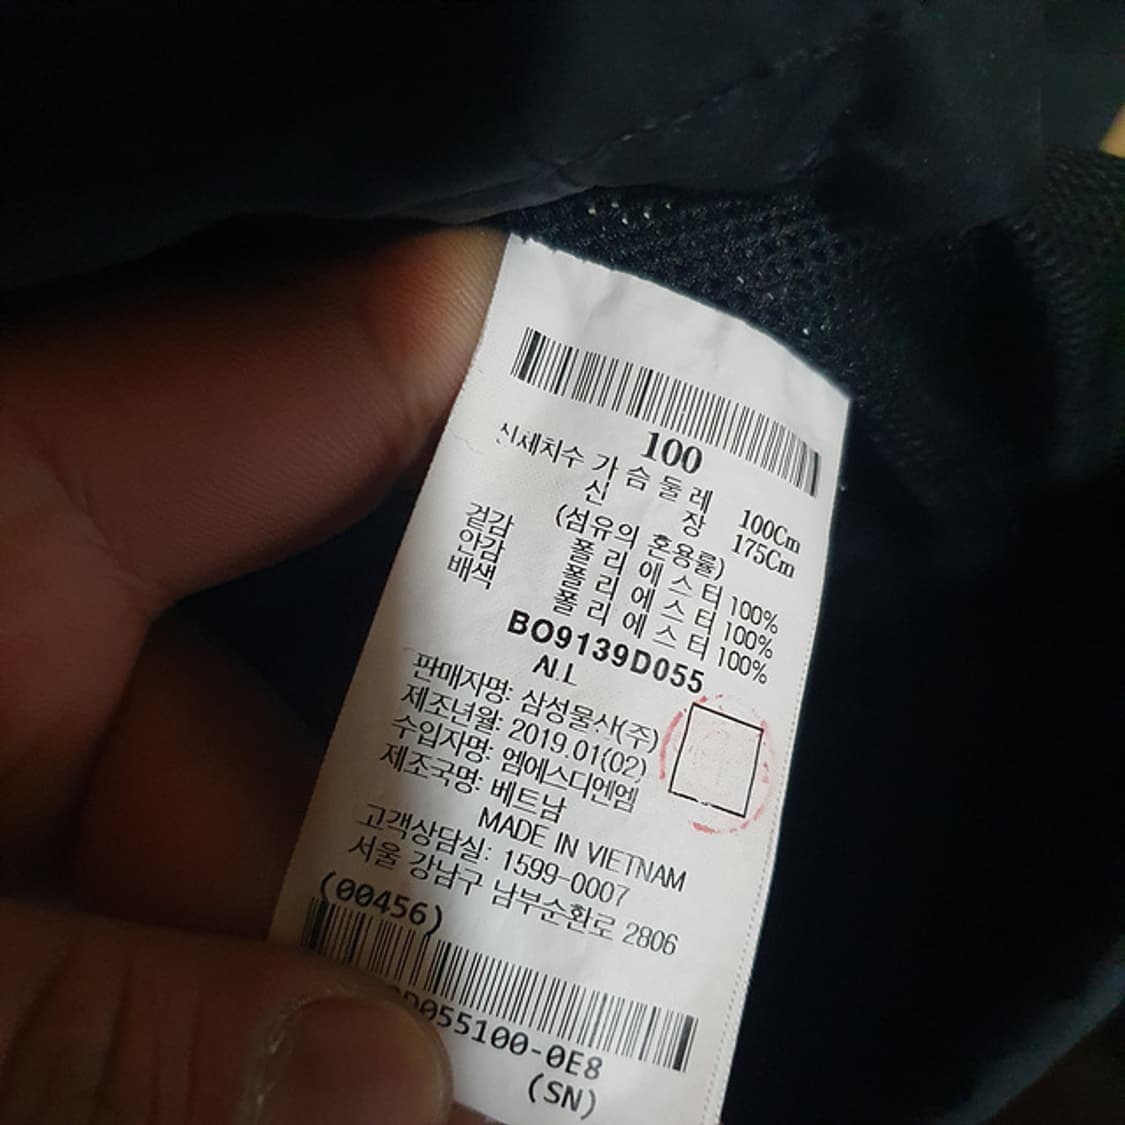 100
신체치수 가슴둘레 100Cm
신장 175Cm
(섬유의 혼용률)
겉감 폴리에스터 100%
안감 폴리에스터 100%
배색 폴리에스터 100%
BO9139D055
ALL
판매자명: 삼성물산(주)
제조년월: 2019.01(02)
수입자명: 엠에스디엔엠
제조국명: 베트남
MADE IN VIETNAM
고객상담실: 1599-0007
서울 강남구 남부순환로 2806
(00456)
D055100-0E8
(SN)